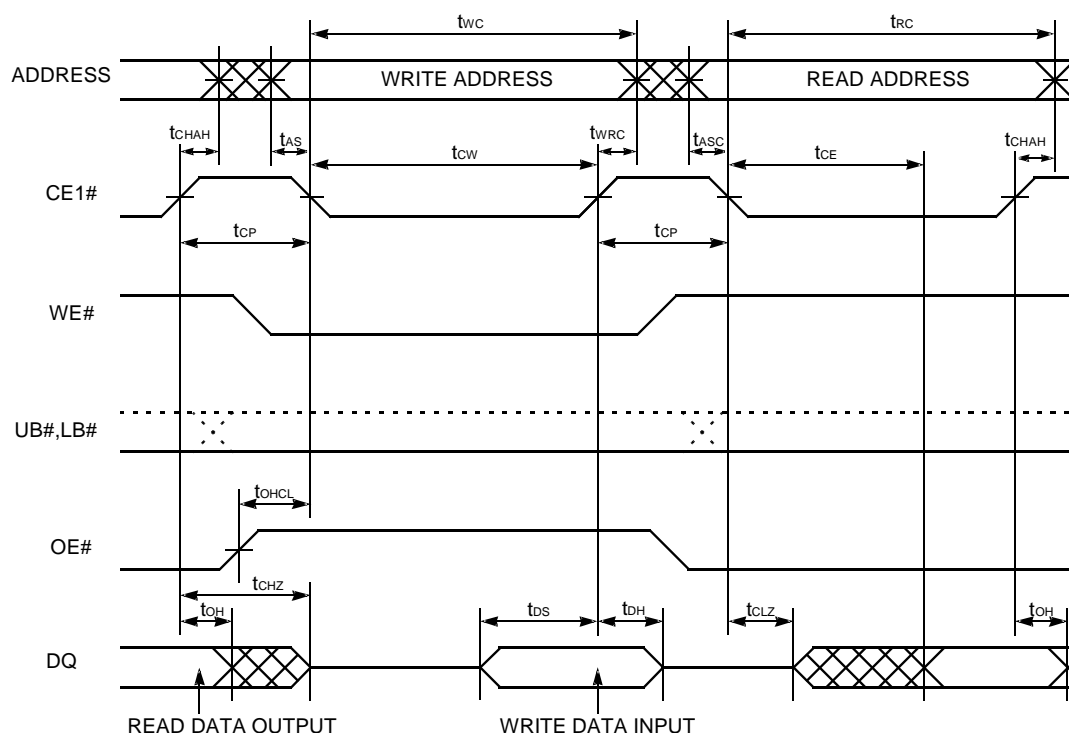 tWC
tRC
ADDRESS
WRITE ADDRESS
READ ADDRESS
tCHAH
tAS
tCW
tWRC
tASC
tCE
tCHAH
CE1#
tCP
tCP
WE#
UB#,LB#
tOHCL
OE#
tCHZ
tOH
tDS
tDH
tCLZ
tOH
DQ
READ DATA OUTPUT
WRITE DATA INPUT